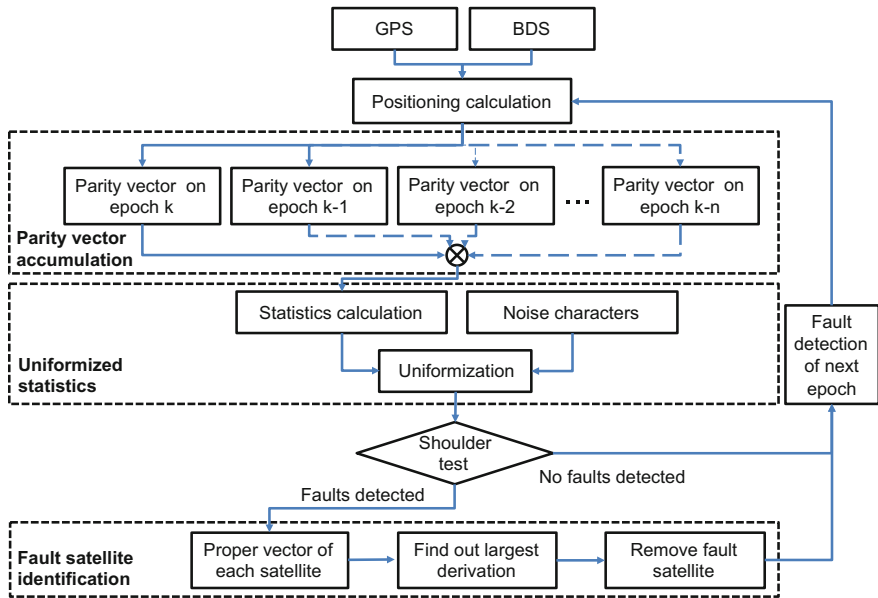 GPS
BDS
Positioning calculation
Parity vector on
epoch k
Parity vector on
epoch k-1
Parity vector on
epoch k-2
...
Parity vector on
epoch k-n
Parity vector
accumulation
Statistics calculation
Noise characters
Uniformization
Uniformized
statistics
Fault
detection
of next
epoch
Shoulder
test
No faults detected
Faults detected
Fault satellite
identification
Proper vector of
each satellite
Find out largest
derivation
Remove fault
satellite